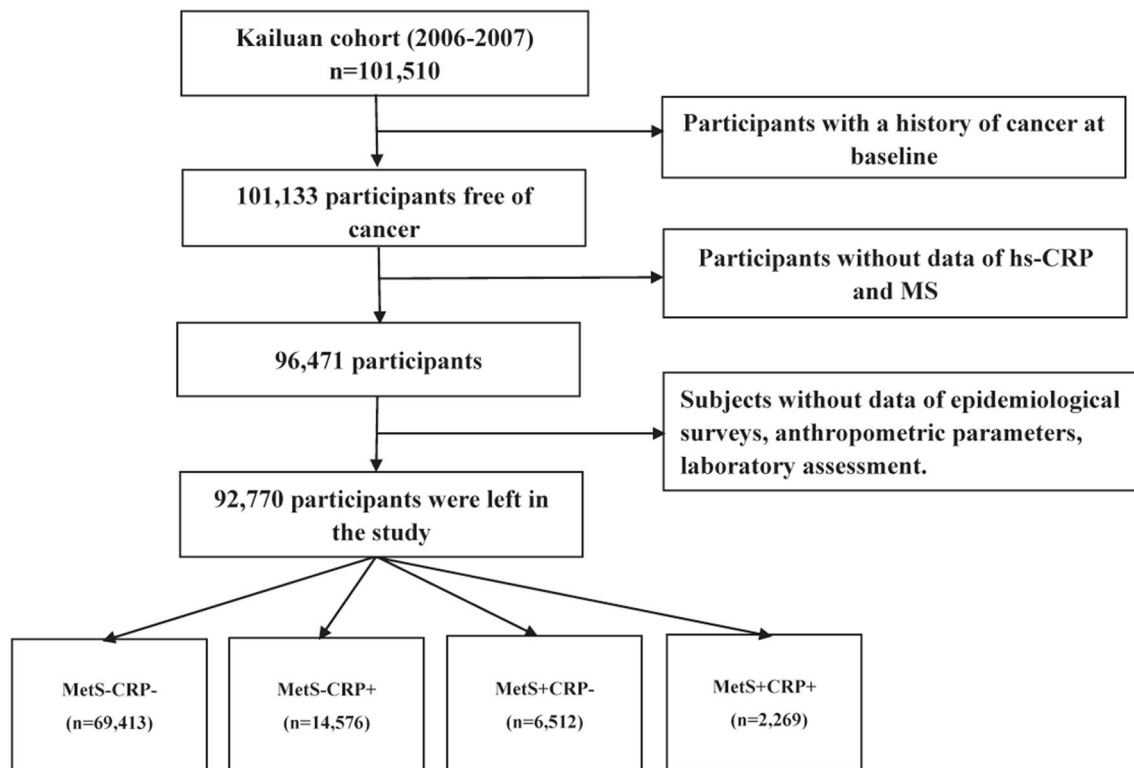 Kailuan cohort (2006-2007)
n=101,510
Participants with a history of cancer at
baseline
101,133 participants free of
cancer
Participants without data of hs-CRP
and MS
96,471 participants
Subjects without data of epidemiological
surveys, anthropometric parameters,
laboratory assessment.
92,770 participants were left in
the study
MetS-CRP-
(n=69,413)
MetS-CRP+
(n=14,576)
MetS+CRP-
(n=6,512)
MetS+CRP+
(n=2,269)